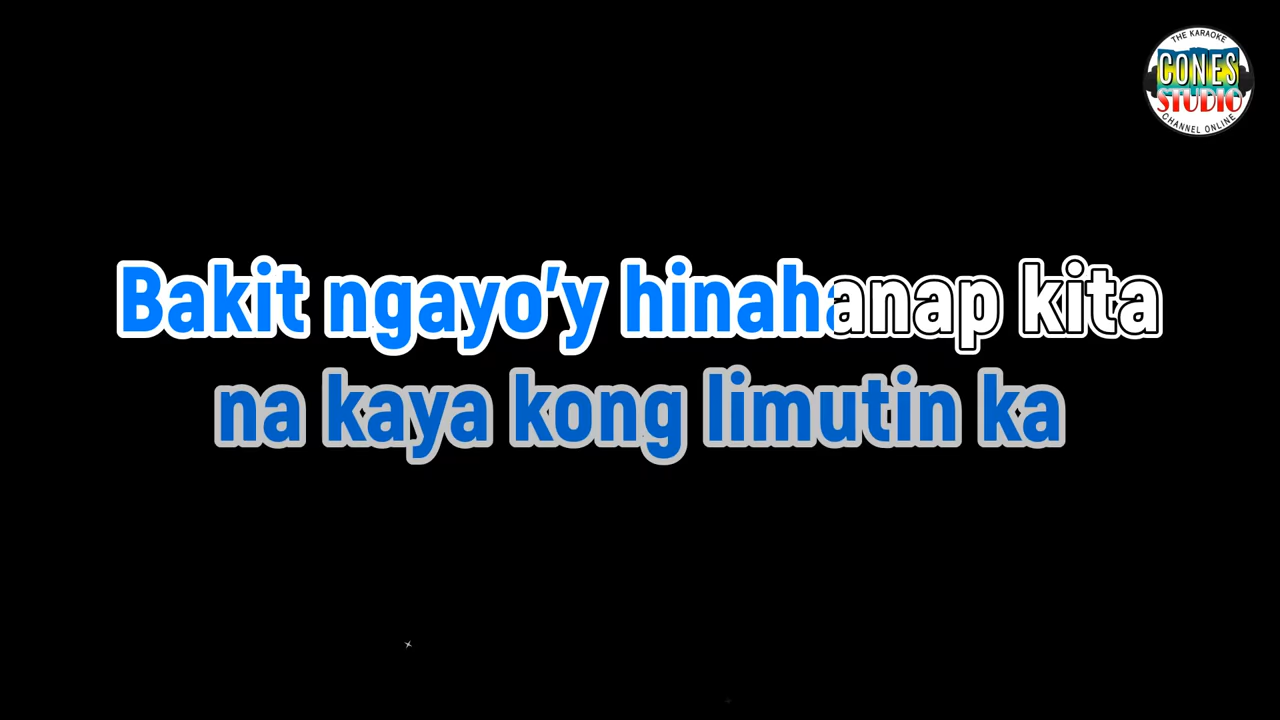 THE KARAOKE
CONES
STUDIO
CHANNEL ONLINE
Bakit ngayo’y hinahanap kita
na kaya kong limutin ka